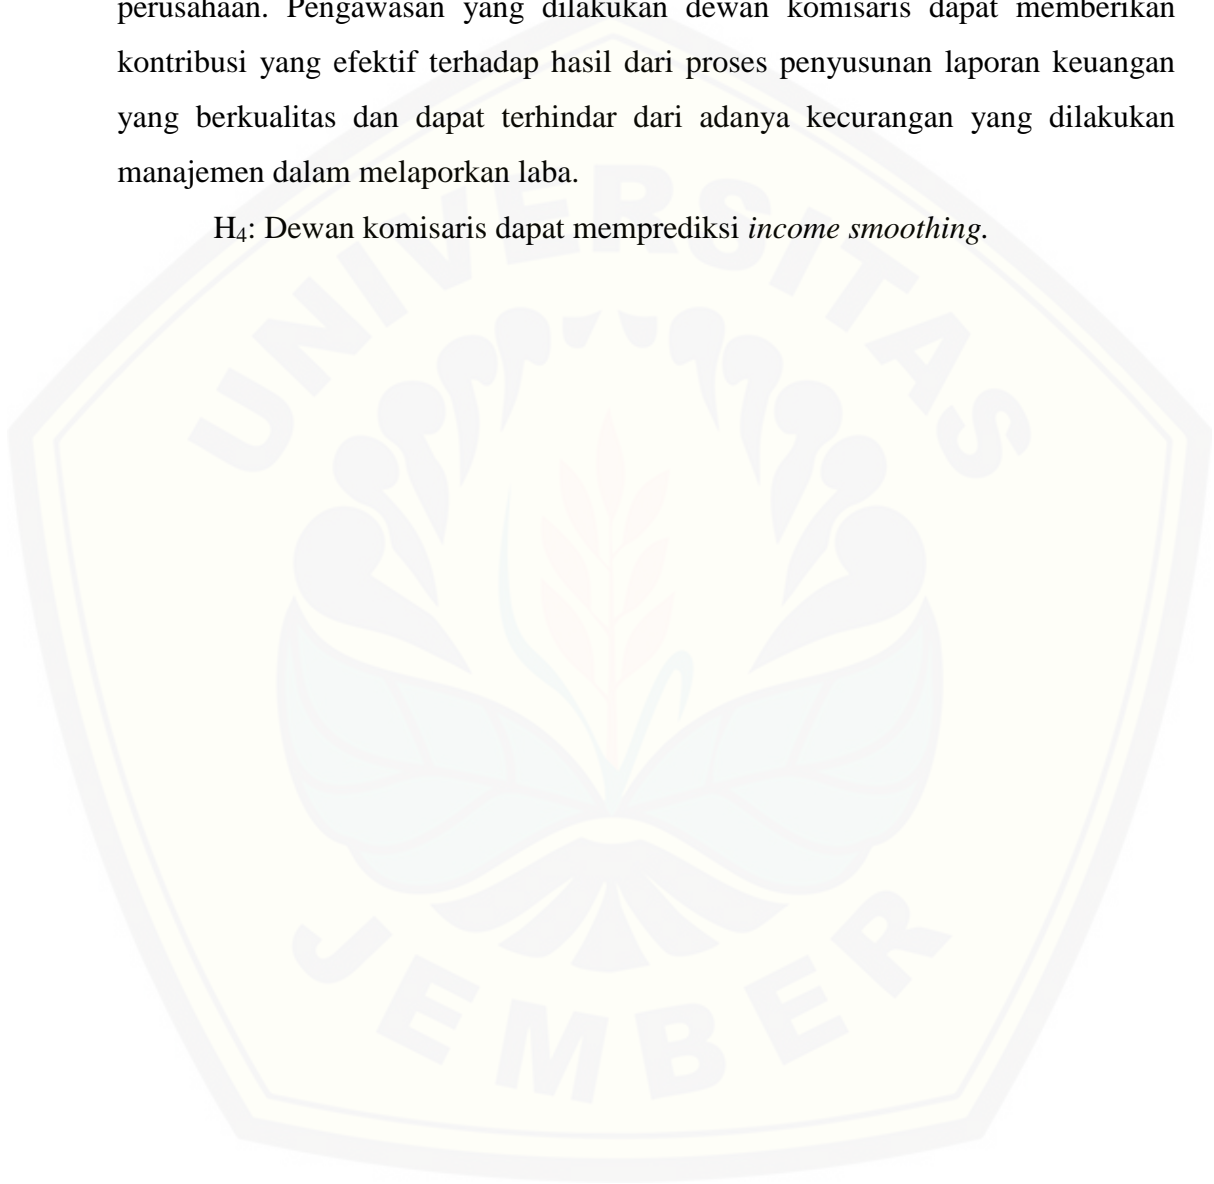 perusahaan. Pengawasan yang dilakukan dewan komisaris dapat memberikan
kontribusi yang efektif terhadap hasil dari proses penyusunan laporan keuangan
yang berkualitas dan dapat terhindar dari adanya kecurangan yang dilakukan
manajemen dalam melaporkan laba.
H₄: Dewan komisaris dapat memprediksi income smoothing.
UNIVERSITAS
JEMBER